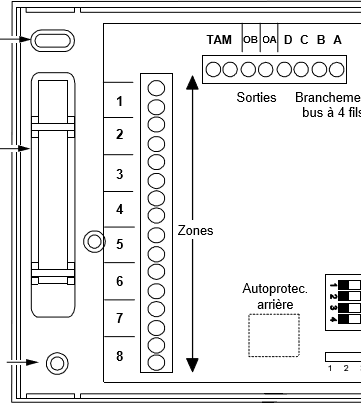 TAM OB OA D C B A
Sorties
Brancheme
bus à 4 fils
1
2
3
4
5
6
7
8
Zones
Autoprotec.
arrière
1
2
3
4
1 2